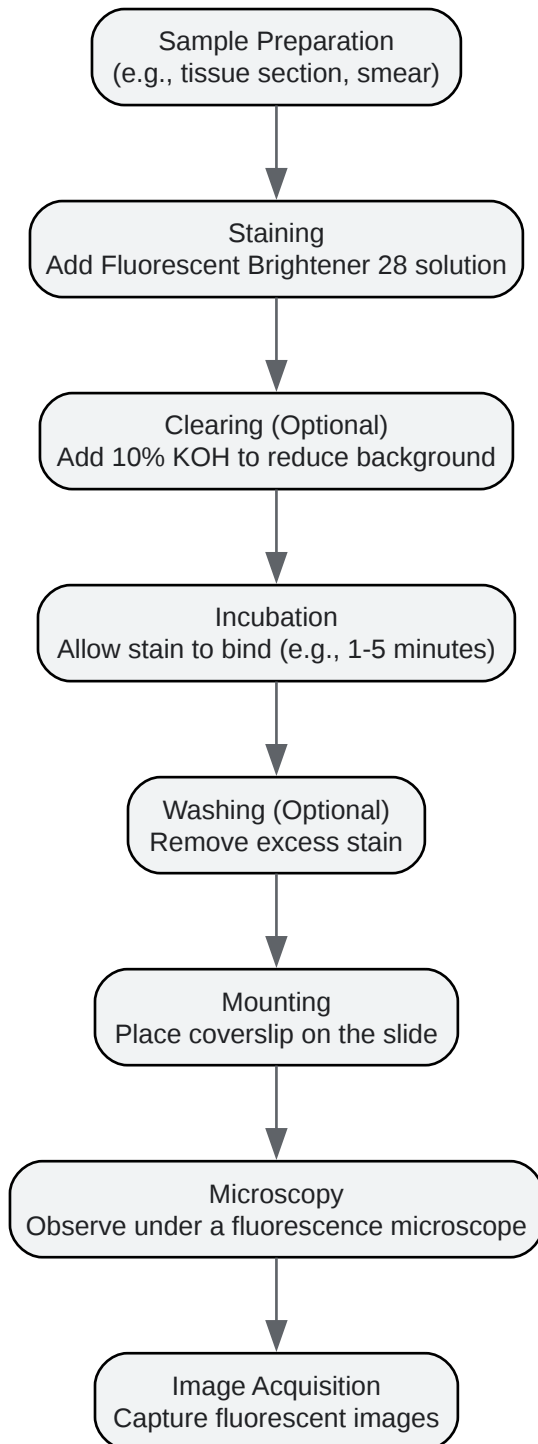 Sample Preparation
(e.g., tissue section, smear)
Staining
Add Fluorescent Brightener 28 solution
Clearing (Optional)
Add 10% KOH to reduce background
Incubation
Allow stain to bind (e.g., 1-5 minutes)
Washing (Optional)
Remove excess stain
Mounting
Place coverslip on the slide
Microscopy
Observe under a fluorescence microscope
Image Acquisition
Capture fluorescent images